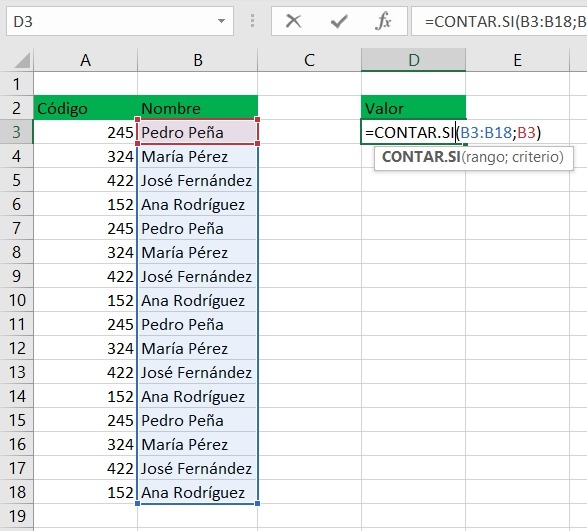 D3 fx =CONTAR.SI(B3:B18;B
A B C D E
1
2 Código Nombre Valor
3 245 Pedro Peña =CONTAR.SI(B3:B18;B3)
4 324 María Pérez CONTAR.SI(rango; criterio)
5 422 José Fernández
6 152 Ana Rodríguez
7 245 Pedro Peña
8 324 María Pérez
9 422 José Fernández
10 152 Ana Rodríguez
11 245 Pedro Peña
12 324 María Pérez
13 422 José Fernández
14 152 Ana Rodríguez
15 245 Pedro Peña
16 324 María Pérez
17 422 José Fernández
18 152 Ana Rodríguez
19